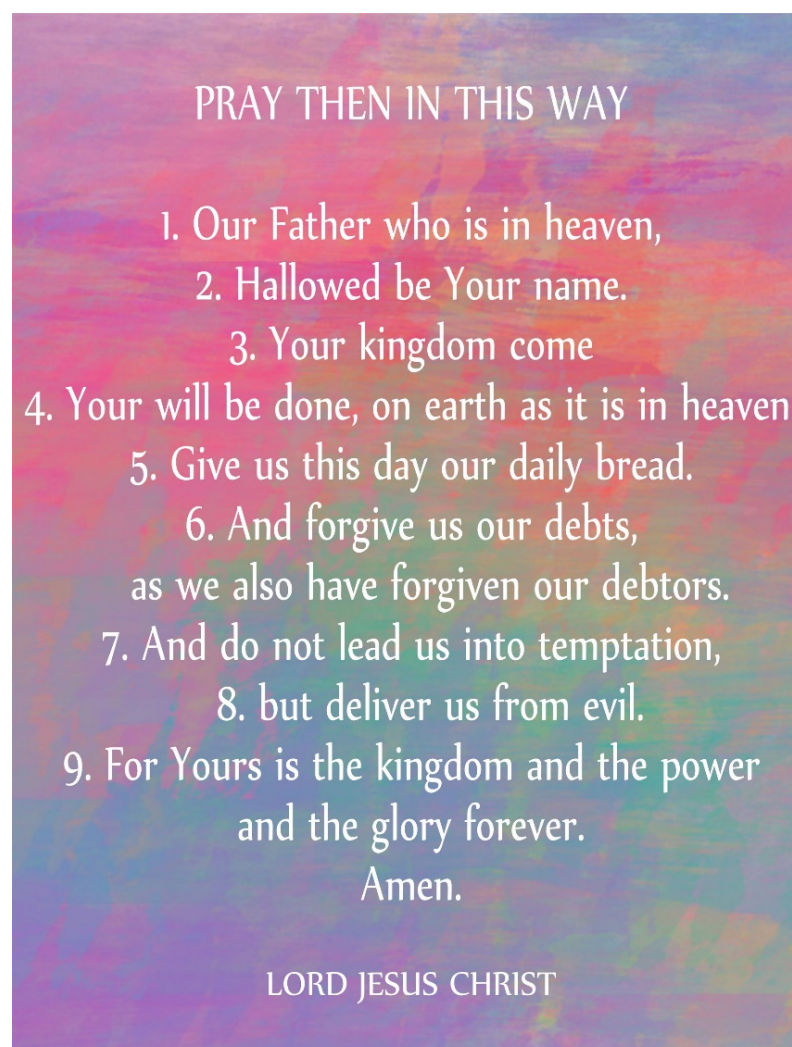 PRAY THEN IN THIS WAY
1. Our Father who is in heaven,
2. Hallowed be Your name.
3. Your kingdom come
4. Your will be done, on earth as it is in heaven
5. Give us this day our daily bread.
6. And forgive us our debts,
as we also have forgiven our debtors.
7. And do not lead us into temptation,
8. but deliver us from evil.
9. For Yours is the kingdom and the power
and the glory forever.
Amen.
LORD JESUS CHRIST